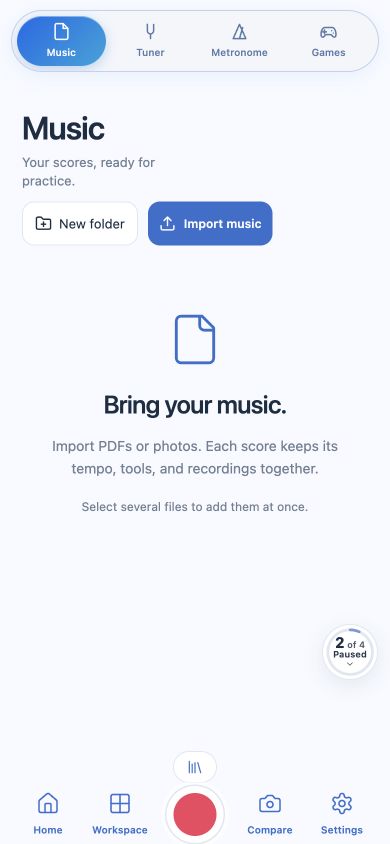 Music
Tuner
Metronome
Games
Music
Your scores, ready for
practice.
New folder
Import music
Bring your music.
Import PDFs or photos. Each score keeps its
tempo, tools, and recordings together.
Select several files to add them at once.
2 of 4
Paused
Home
Workspace
Compare
Settings